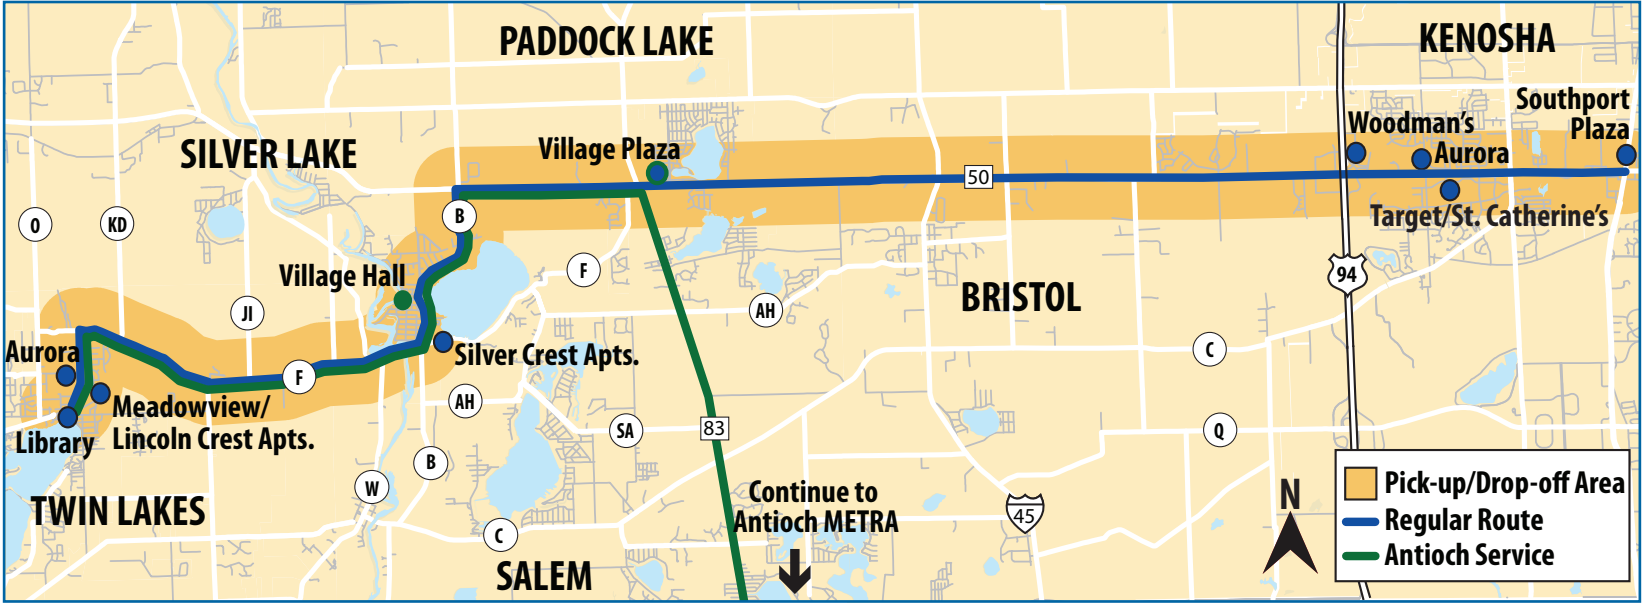 PADDOCK LAKE
KENOSHA
Southport
Plaza
Woodman's
Aurora
SILVER LAKE
Village Plaza
50
Target/St. Catherine's
O
KD
B
Village Hall
F
94
JI
AH
BRISTOL
C
Aurora
Silver Crest Apts.
F
AH
Meadowview/
Lincoln Crest Apts.
Library
SA
83
Q
B
W
TWIN LAKES
Continue to
Antioch METRA
45
C
SALEM
N
Pick-up/Drop-off Area
Regular Route
Antioch Service